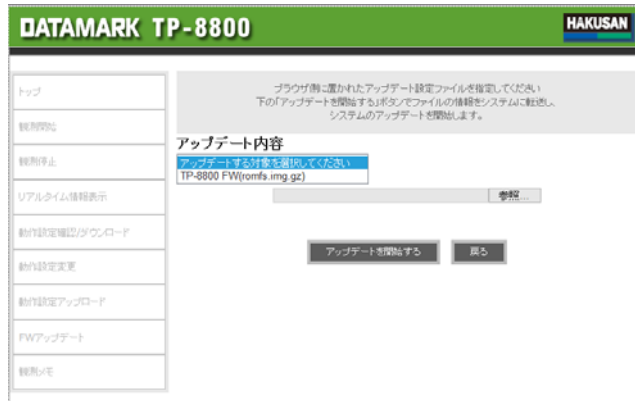 DATAMARK TP-8800
HAKUSAN
トップ
観測開始
観測停止
リアルタイム情報表示
動作設定確認/ダウンロード
動作設定変更
動作設定アップロード
FWアップデート
観測メモ
ブラウザ側に置かれたアップデート設定ファイルを指定してください
下の「アップデートを開始する」ボタンでファイルの情報をシステムに転送し、
システムのアップデートを開始します。
アップデート内容
アップデートする対象を選択してください
TP-8800 FW(romfs.img.gz)
参照...
アップデートを開始する
戻る